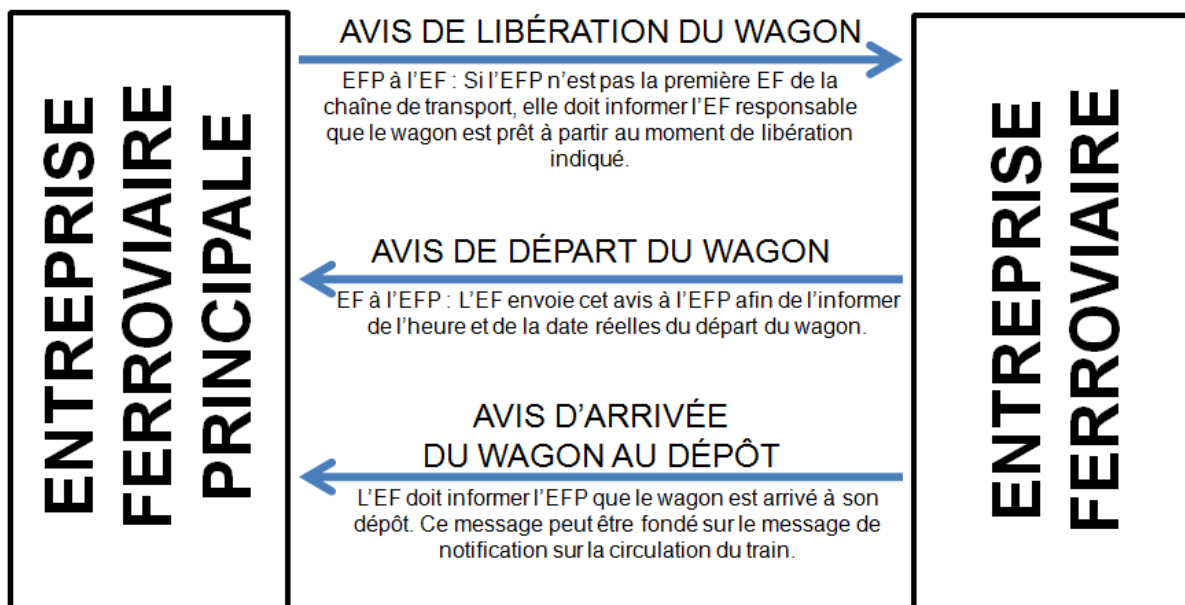 ENTREPRISE
FERROVIAIRE
PRINCIPALE
AVIS DE LIBÉRATION DU WAGON
EFP à l'EF : Si l'EFP n'est pas la première EF de la
chaîne de transport, elle doit informer l'EF responsable
que le wagon est prêt à partir au moment de libération
indiqué.
AVIS DE DÉPART DU WAGON
EF à l'EFP : L'EF envoie cet avis à l'EFP afin de l'informer
de l'heure et de la date réelles du départ du wagon.
AVIS D'ARRIVÉE
DU WAGON AU DÉPÔT
L'EF doit informer l'EFP que le wagon est arrivé à son
dépôt. Ce message peut être fondé sur le message de
notification sur la circulation du train.
ENTREPRISE
FERROVIAIRE